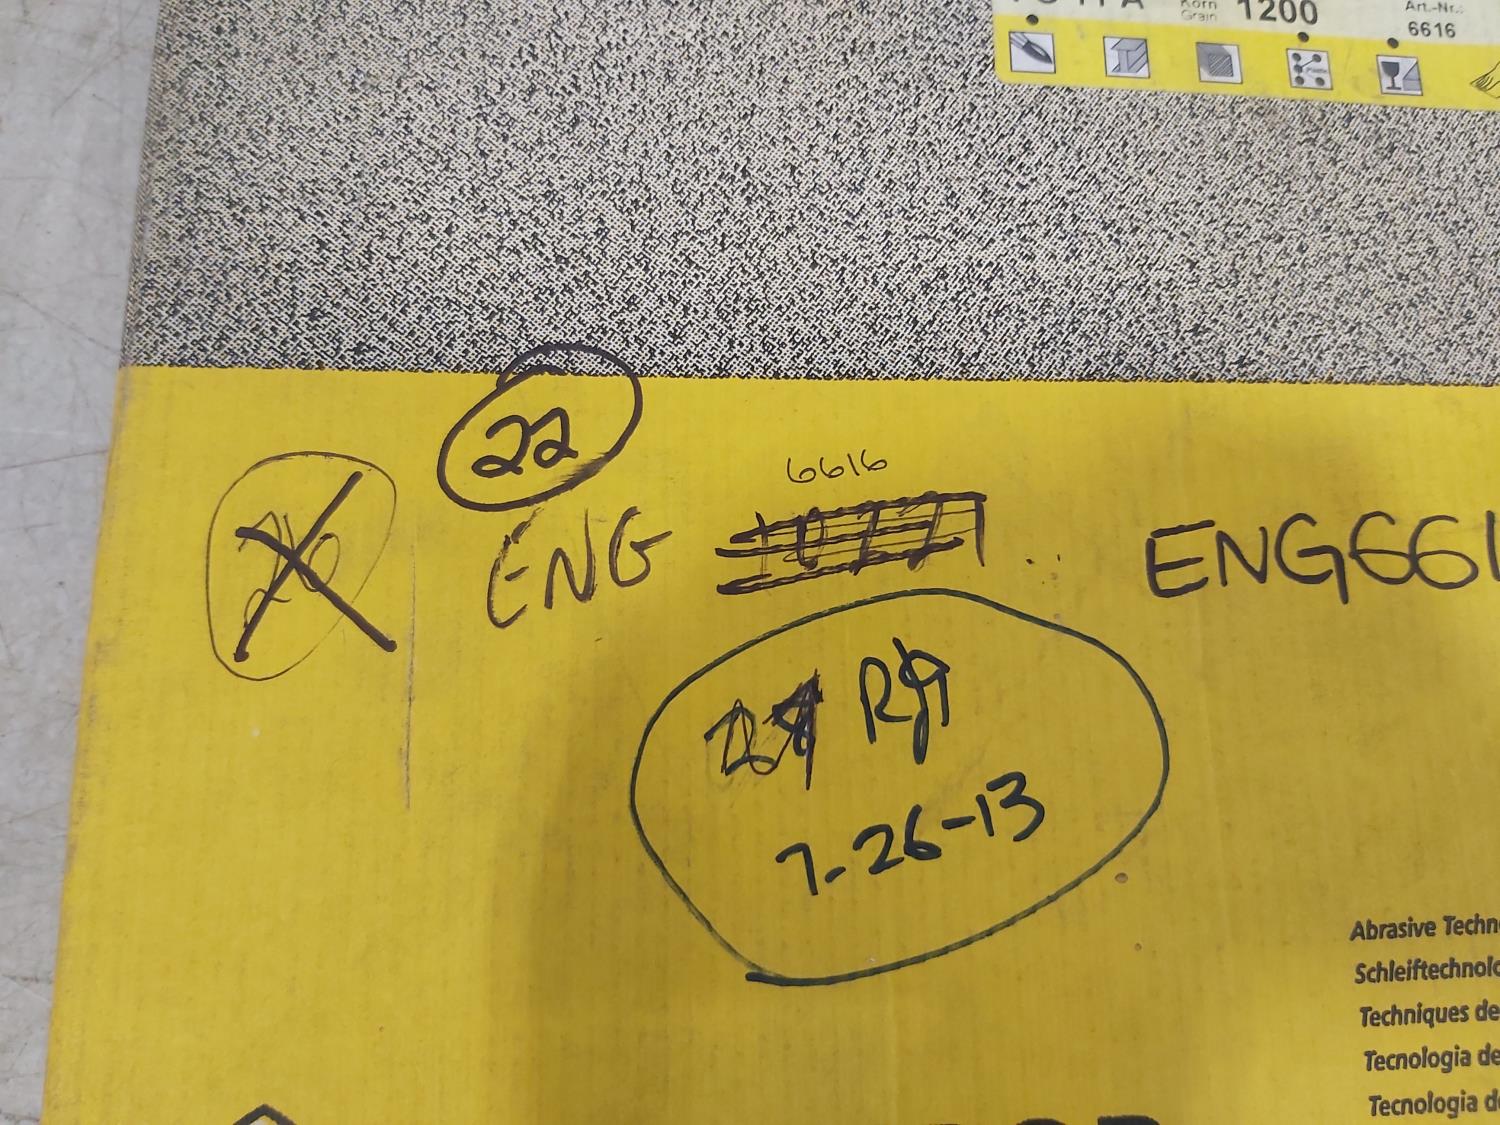 Korn
Grain
1200
Art.-Nr.:
6616
22
6616
ENG
ENG661
7-26-13
Abrasive Techn
Schleiftechnolo
Techniques de
Tecnologia de
Tecnologia d